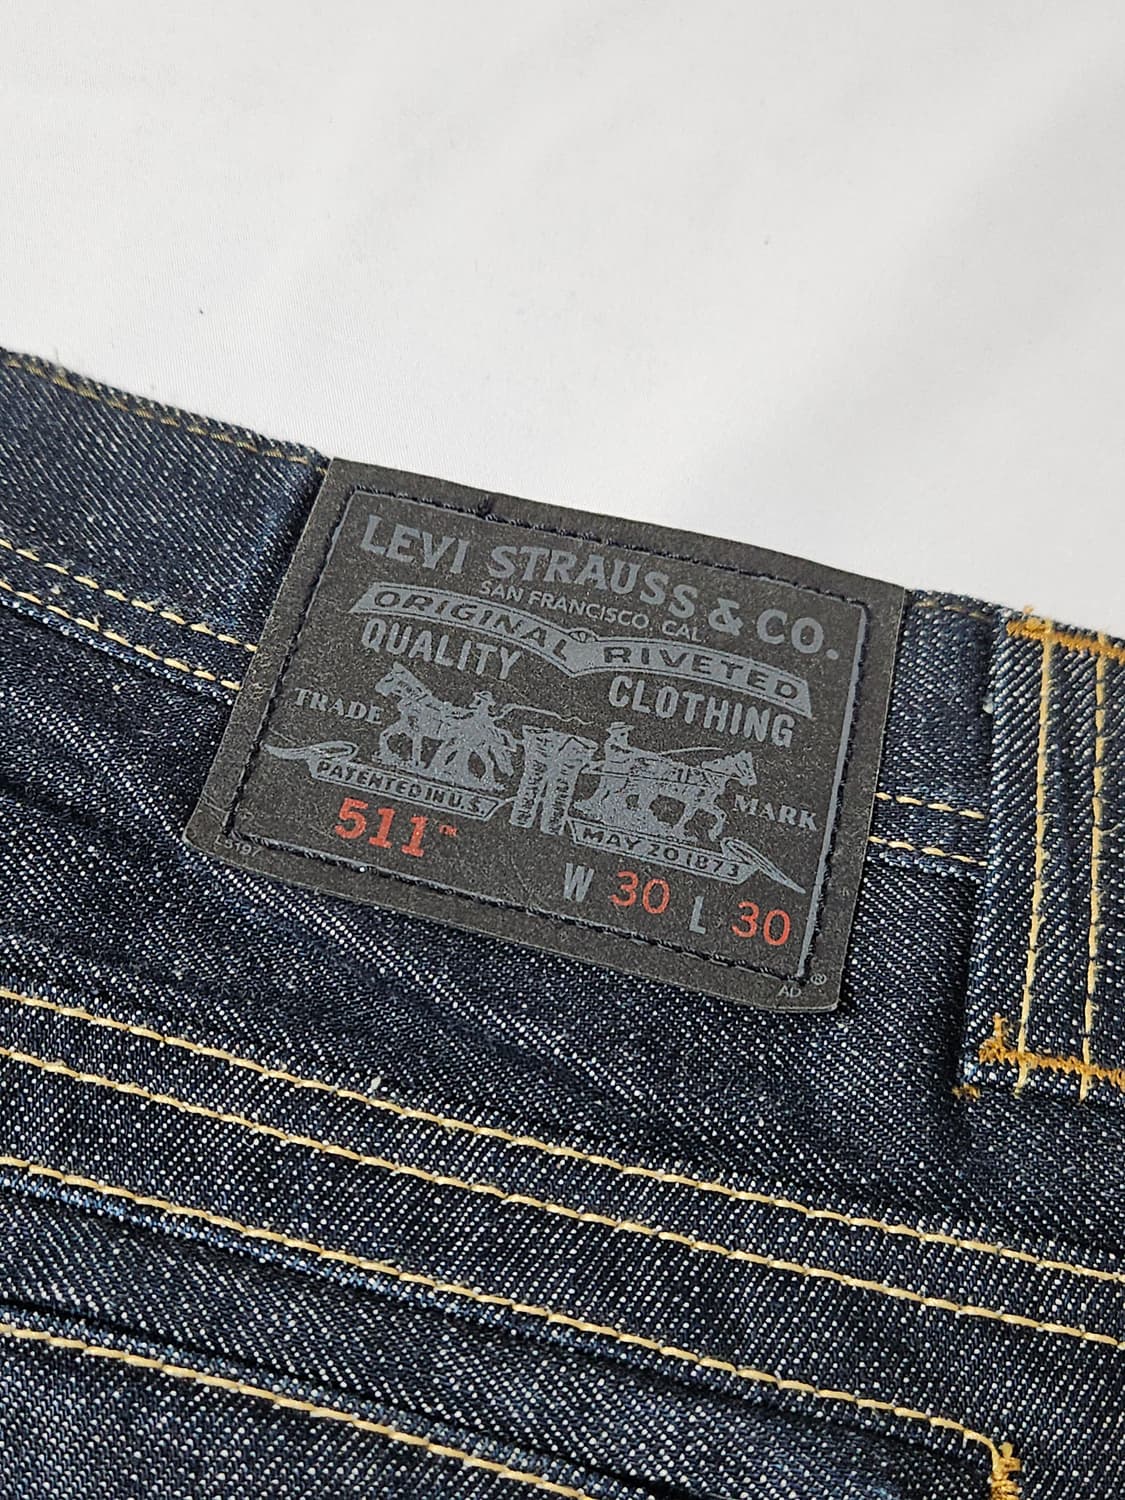 LEVI STRAUSS & CO.
SAN FRANCISCO, CAL.
ORIGINAL RIVETED
QUALITY CLOTHING
TRADE MARK
PATENTED IN U.S.
MAY 20 1873
511™
W 30 L 30
AD ®